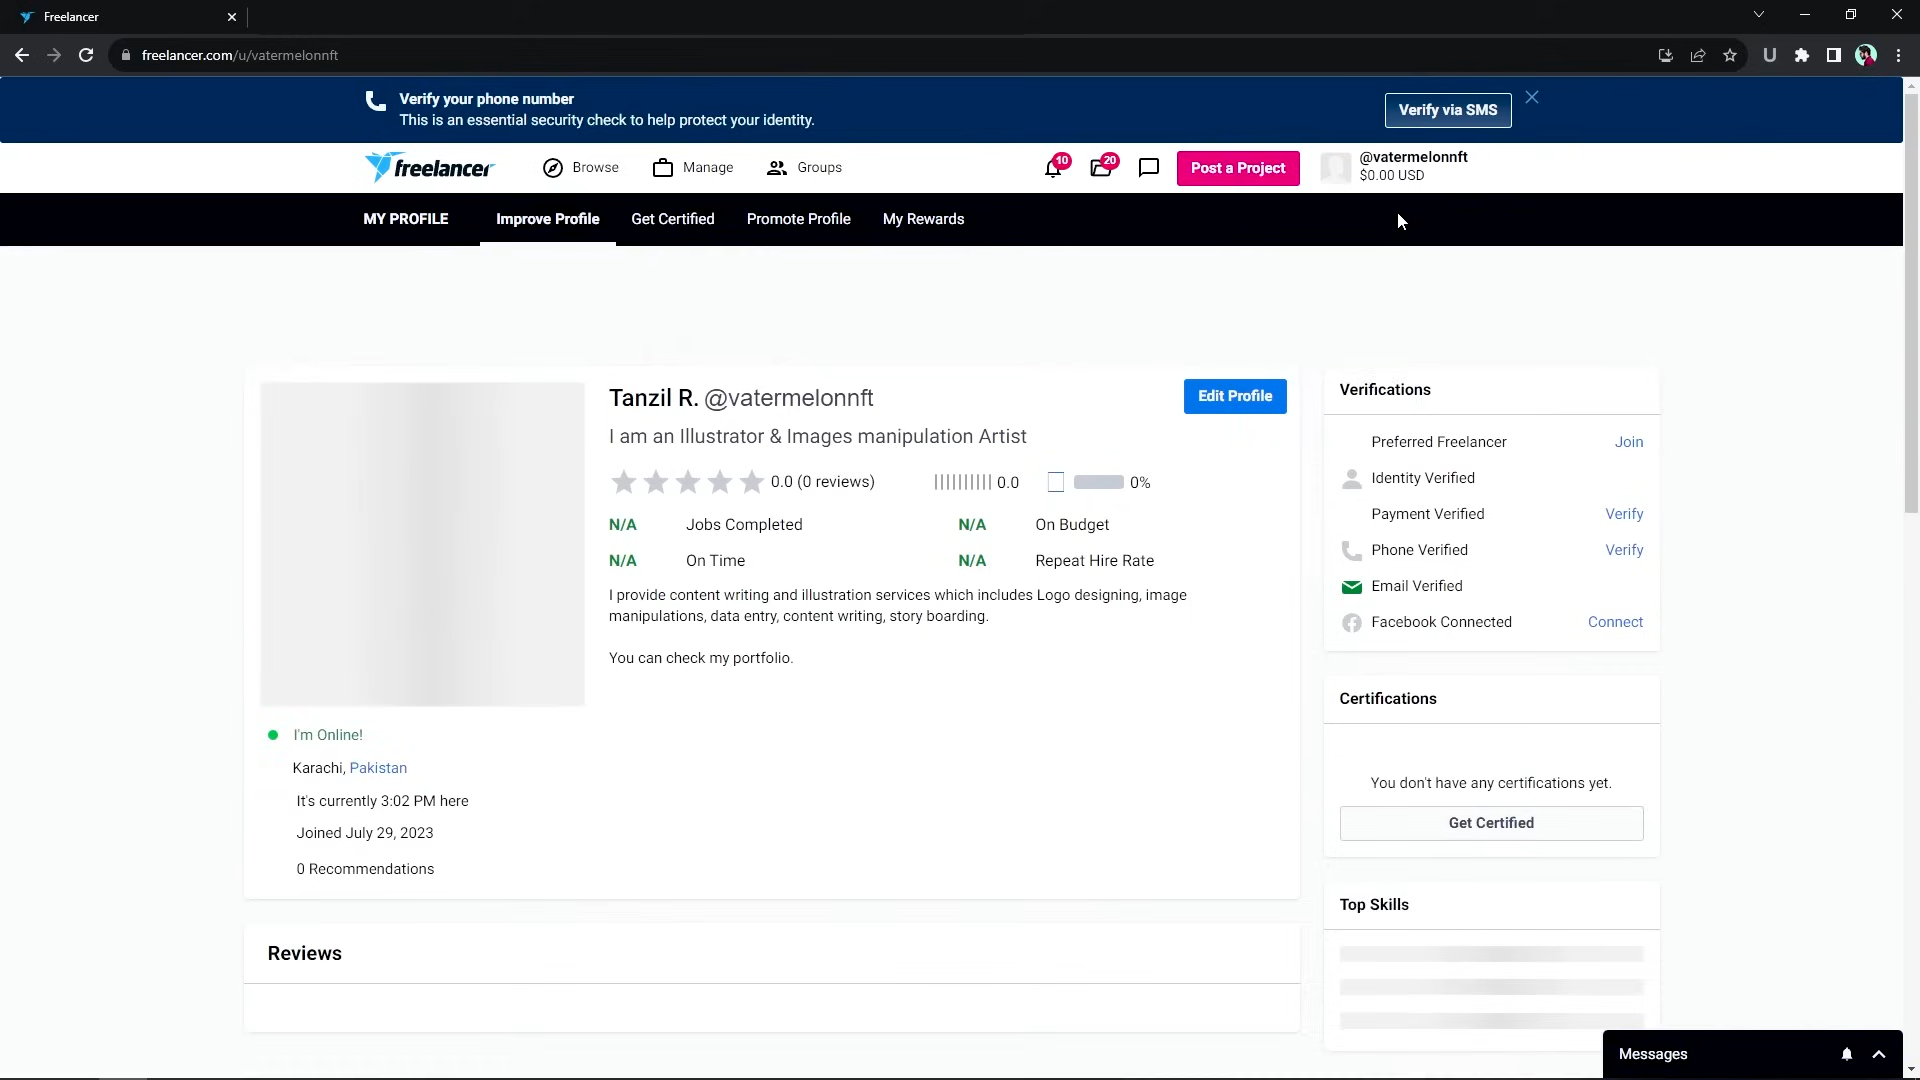 Freelancer
freelancer.com/u/vatermelonnft
U
Verify your phone number
This is an essential security check to help protect your identity.
Verify via SMS
freelancer
Browse
Manage
Groups
10
20
Post a Project
@vatermelonnft
$0.00 USD
MY PROFILE
Improve Profile
Get Certified
Promote Profile
My Rewards
Tanzil R. @vatermelonnft
Edit Profile
I am an Illustrator & Images manipulation Artist
0.0 (0 reviews)
0.0
0%
N/A Jobs Completed
N/A On Budget
N/A On Time
N/A Repeat Hire Rate
I provide content writing and illustration services which includes Logo designing, image
manipulations, data entry, content writing, story boarding.
You can check my portfolio.
I'm Online!
Karachi, Pakistan
It's currently 3:02 PM here
Joined July 29, 2023
0 Recommendations
Reviews
Verifications
Preferred Freelancer Join
Identity Verified
Payment Verified Verify
Phone Verified Verify
Email Verified
Facebook Connected Connect
Certifications
You don't have any certifications yet.
Get Certified
Top Skills
Messages